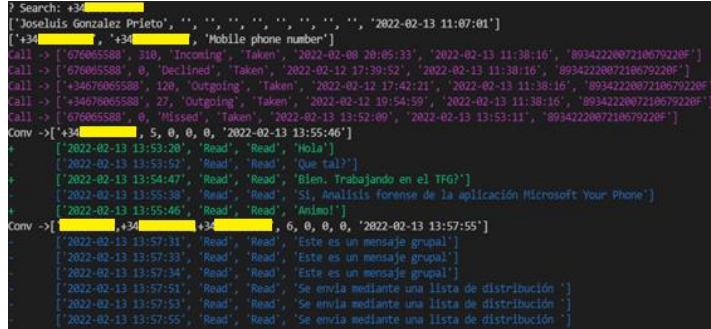 ? Search: +34
['Joseluis Gonzalez Prieto', '', '', '', '', '', '', '', '2022-02-13 11:07:01']
['+34 ', '+34 ', 'Mobile phone number']
Call -> ['676065588', 310, 'Incoming', 'Taken', '2022-02-08 20:05:33', '2022-02-13 11:38:16', '8934222007210679220F']
Call -> ['676065588', 0, 'Declined', 'Taken', '2022-02-12 17:39:52', '2022-02-13 11:38:16', '8934222007210679220F']
Call -> ['+34676065588', 120, 'Outgoing', 'Taken', '2022-02-12 17:42:21', '2022-02-13 11:38:16', '8934222007210679220F']
Call -> ['+34676065588', 27, 'Outgoing', 'Taken', '2022-02-12 19:54:59', '2022-02-13 11:38:16', '8934222007210679220F']
Call -> ['676065588', 0, 'Missed', 'Taken', '2022-02-13 13:52:09', '2022-02-13 13:53:11', '8934222007210679220F']
Conv ->['+34 , 5, 0, 0, 0, '2022-02-13 13:55:46']
+ ['2022-02-13 13:53:20', 'Read', 'Read', 'Hola']
- ['2022-02-13 13:53:52', 'Read', 'Read', 'Que tal?']
+ ['2022-02-13 13:54:47', 'Read', 'Read', 'Bien. Trabajando en el TFG?']
- ['2022-02-13 13:55:38', 'Read', 'Read', 'Si, Analisis forense de la aplicación Microsoft Your Phone']
+ ['2022-02-13 13:55:46', 'Read', 'Read', 'Animo!']
Conv ->[ ,+34 +34 , 6, 0, 0, 0, '2022-02-13 13:57:55']
- ['2022-02-13 13:57:31', 'Read', 'Read', 'Este es un mensaje grupal']
- ['2022-02-13 13:57:33', 'Read', 'Read', 'Este es un mensaje grupal']
- ['2022-02-13 13:57:34', 'Read', 'Read', 'Este es un mensaje grupal']
- ['2022-02-13 13:57:51', 'Read', 'Read', 'Se envia mediante una lista de distribución ']
- ['2022-02-13 13:57:53', 'Read', 'Read', 'Se envia mediante una lista de distribución ']
- ['2022-02-13 13:57:55', 'Read', 'Read', 'Se envia mediante una lista de distribución ']